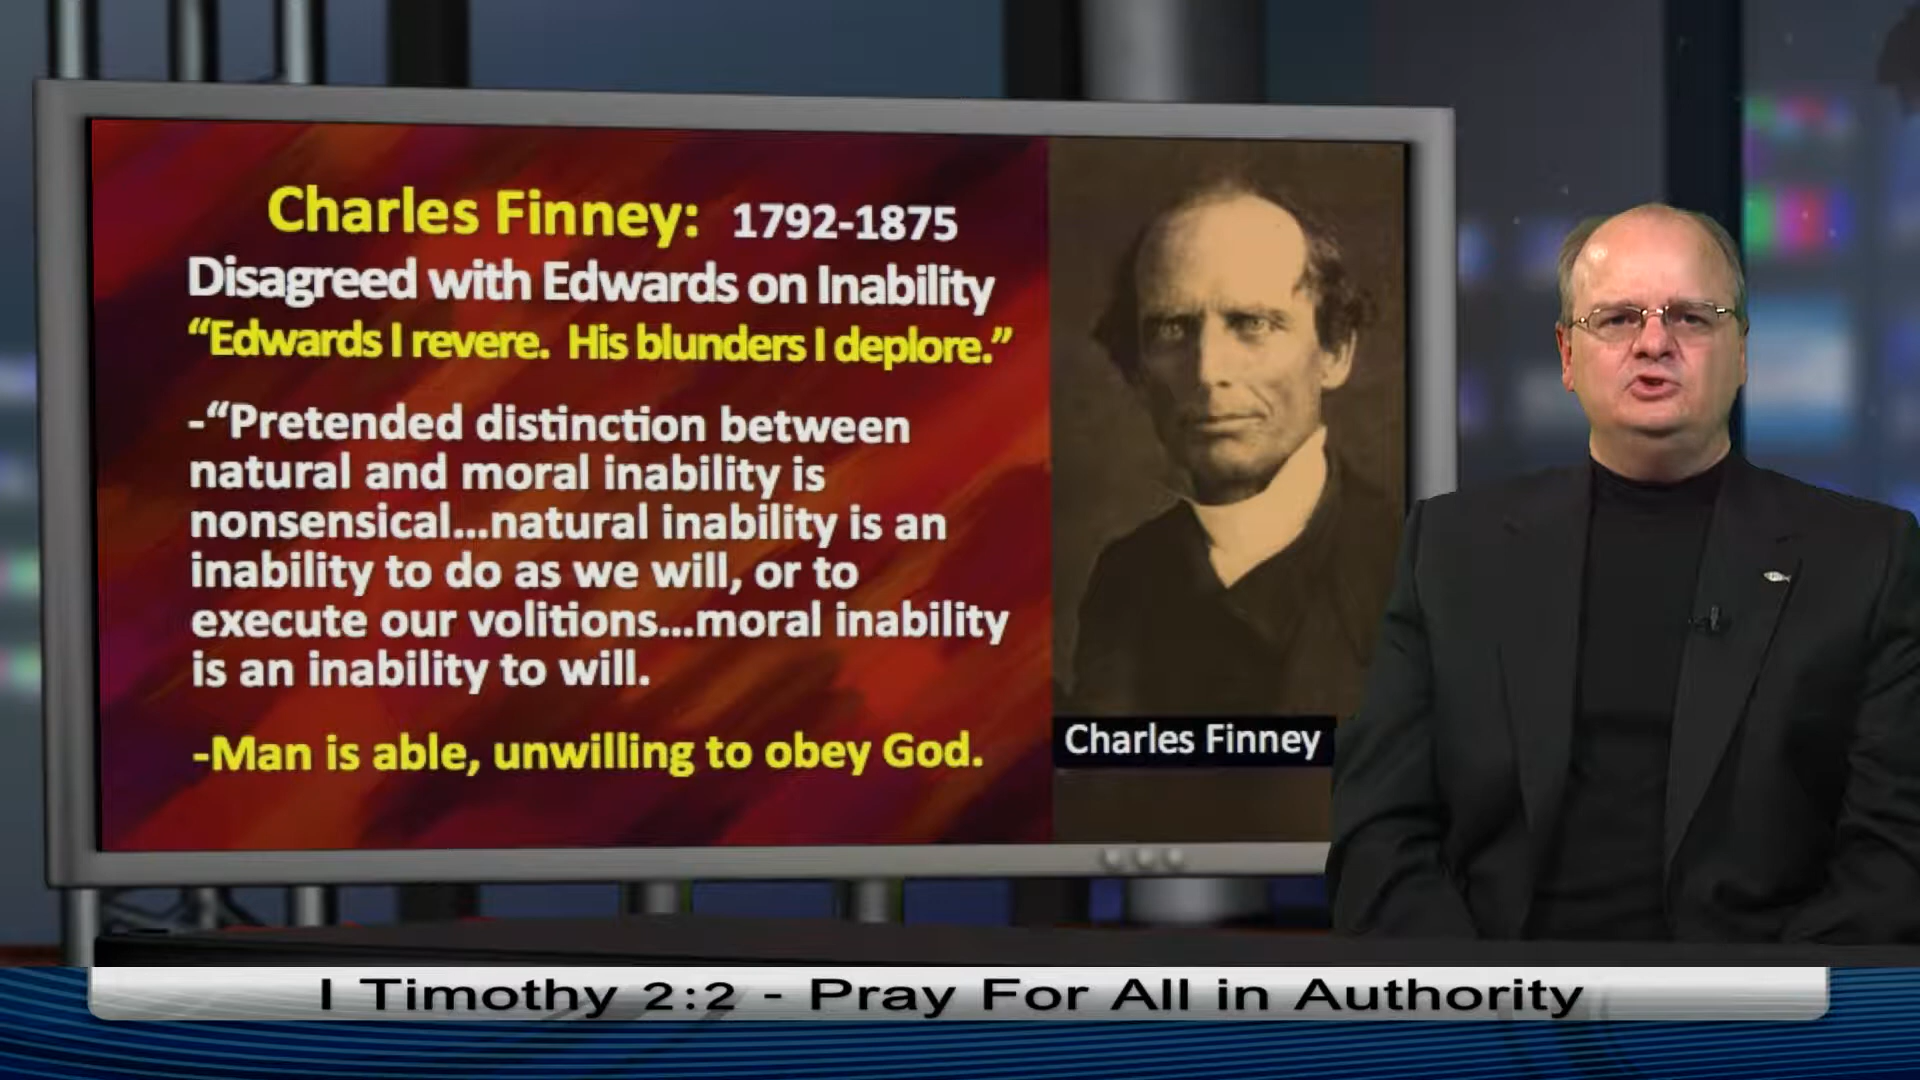 Charles Finney: 1792-1875
Disagreed with Edwards on Inability
“Edwards I revere. His blunders I deplore.”
-“Pretended distinction between
natural and moral inability is
nonsensical...natural inability is an
inability to do as we will, or to
execute our volitions...moral inability
is an inability to will.
-Man is able, unwilling to obey God.
Charles Finney
I Timothy 2:2 - Pray For All in Authority